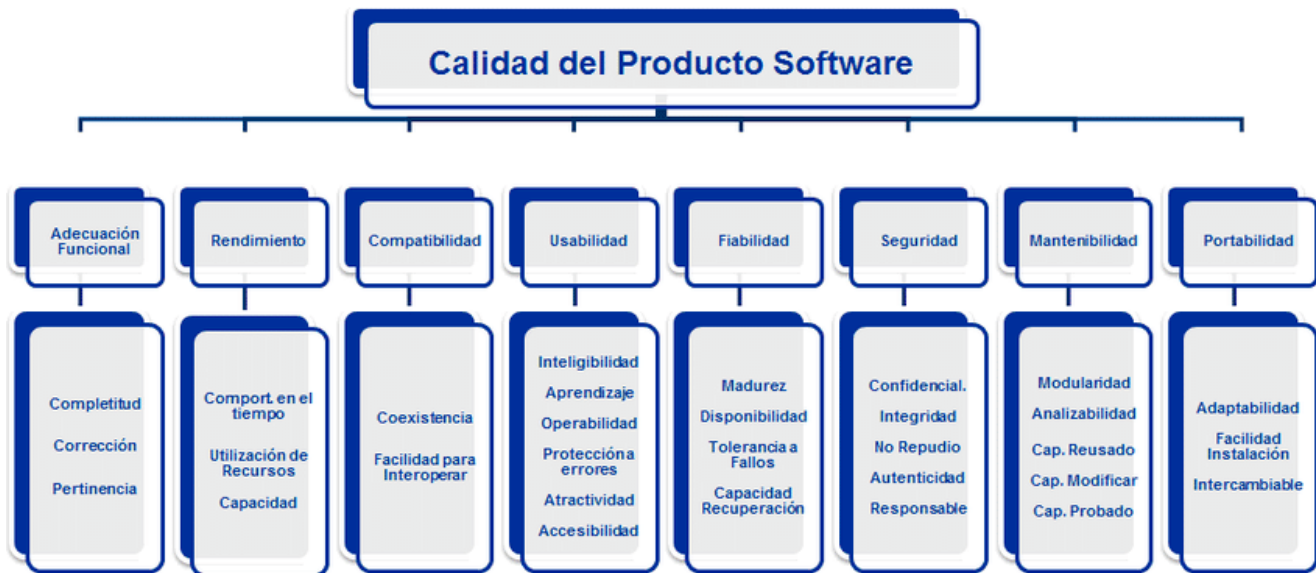 Calidad del Producto Software
Adecuación
Funcional
Rendimiento
Compatibilidad
Usabilidad
Fiabilidad
Seguridad
Mantenibilidad
Portabilidad
Completitud
Corrección
Pertinencia
Comport. en el
tiempo
Utilización de
Recursos
Capacidad
Coexistencia
Facilidad para
Interoperar
Inteligibilidad
Aprendizaje
Operabilidad
Protección a
errores
Atractividad
Accesibilidad
Madurez
Disponibilidad
Tolerancia a
Fallos
Capacidad
Recuperación
Confidencial.
Integridad
No Repudio
Autenticidad
Responsable
Modularidad
Analizabilidad
Cap. Reusado
Cap. Modificar
Cap. Probado
Adaptabilidad
Facilidad
Instalación
Intercambiable